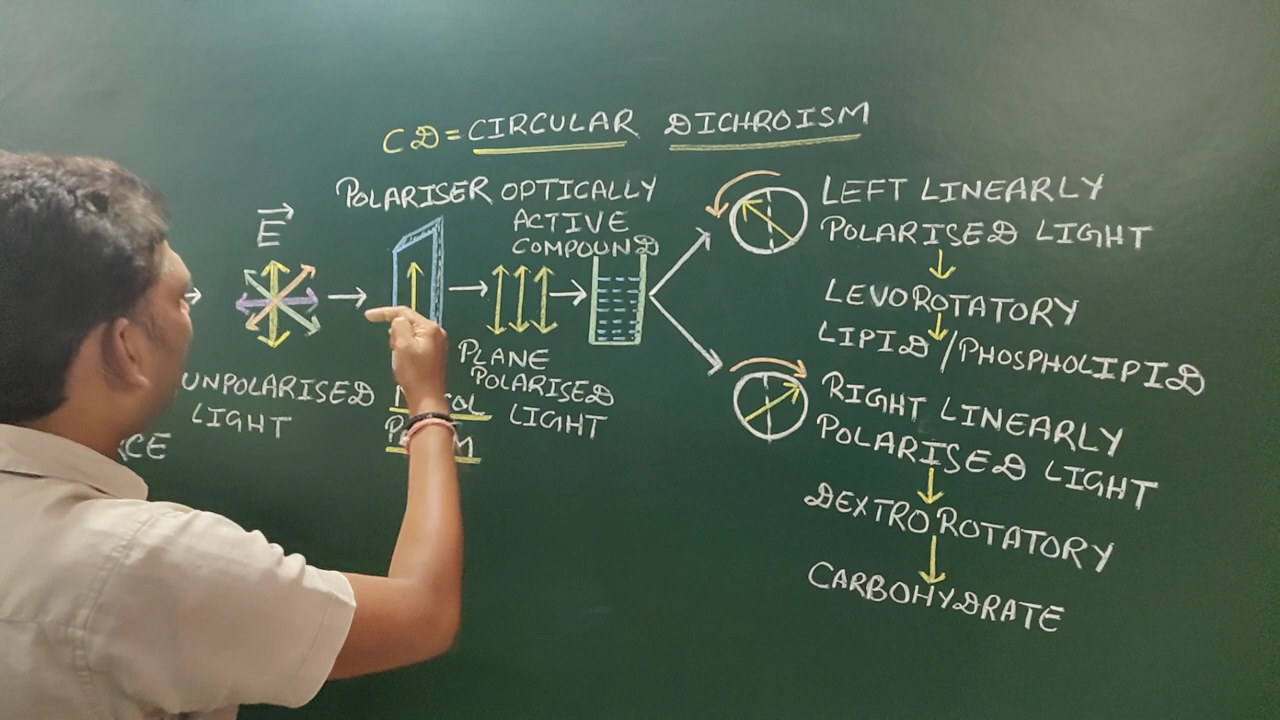 CD = CIRCULAR DICHROISM
POLARISER
OPTICALLY
ACTIVE
COMPOUND
E
UNPOLARISED
LIGHT
PLANE
POLARISED
LIGHT
LEFT LINEARLY
POLARISED LIGHT
LEVOROTATORY
LIPID / PHOSPHOLIPID
RIGHT LINEARLY
POLARISED LIGHT
DEXTROROTATORY
CARBOHYDRATE